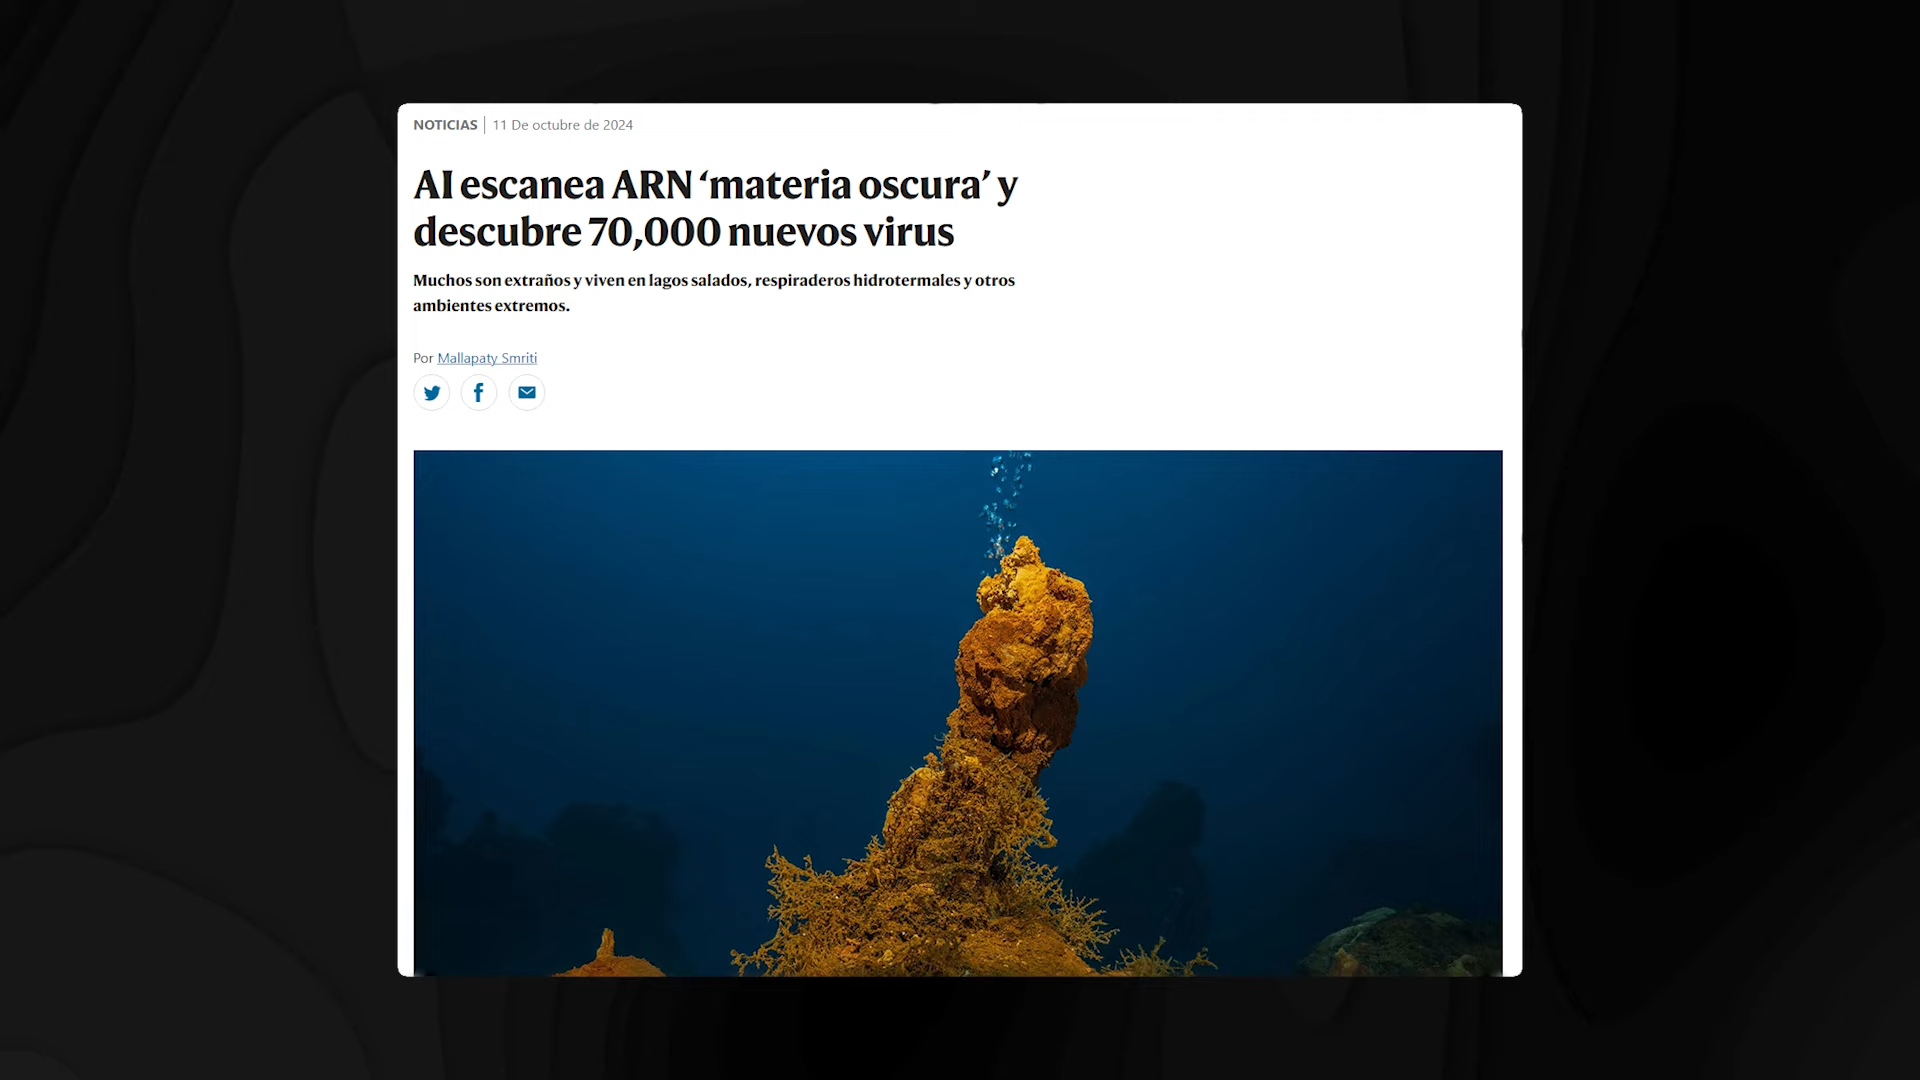 NOTICIAS | 11 De octubre de 2024
AI escanea ARN ‘materia oscura’ y
descubre 70,000 nuevos virus
Muchos son extraños y viven en lagos salados, respiraderos hidrotermales y otros
ambientes extremos.
Por Mallapaty Smriti